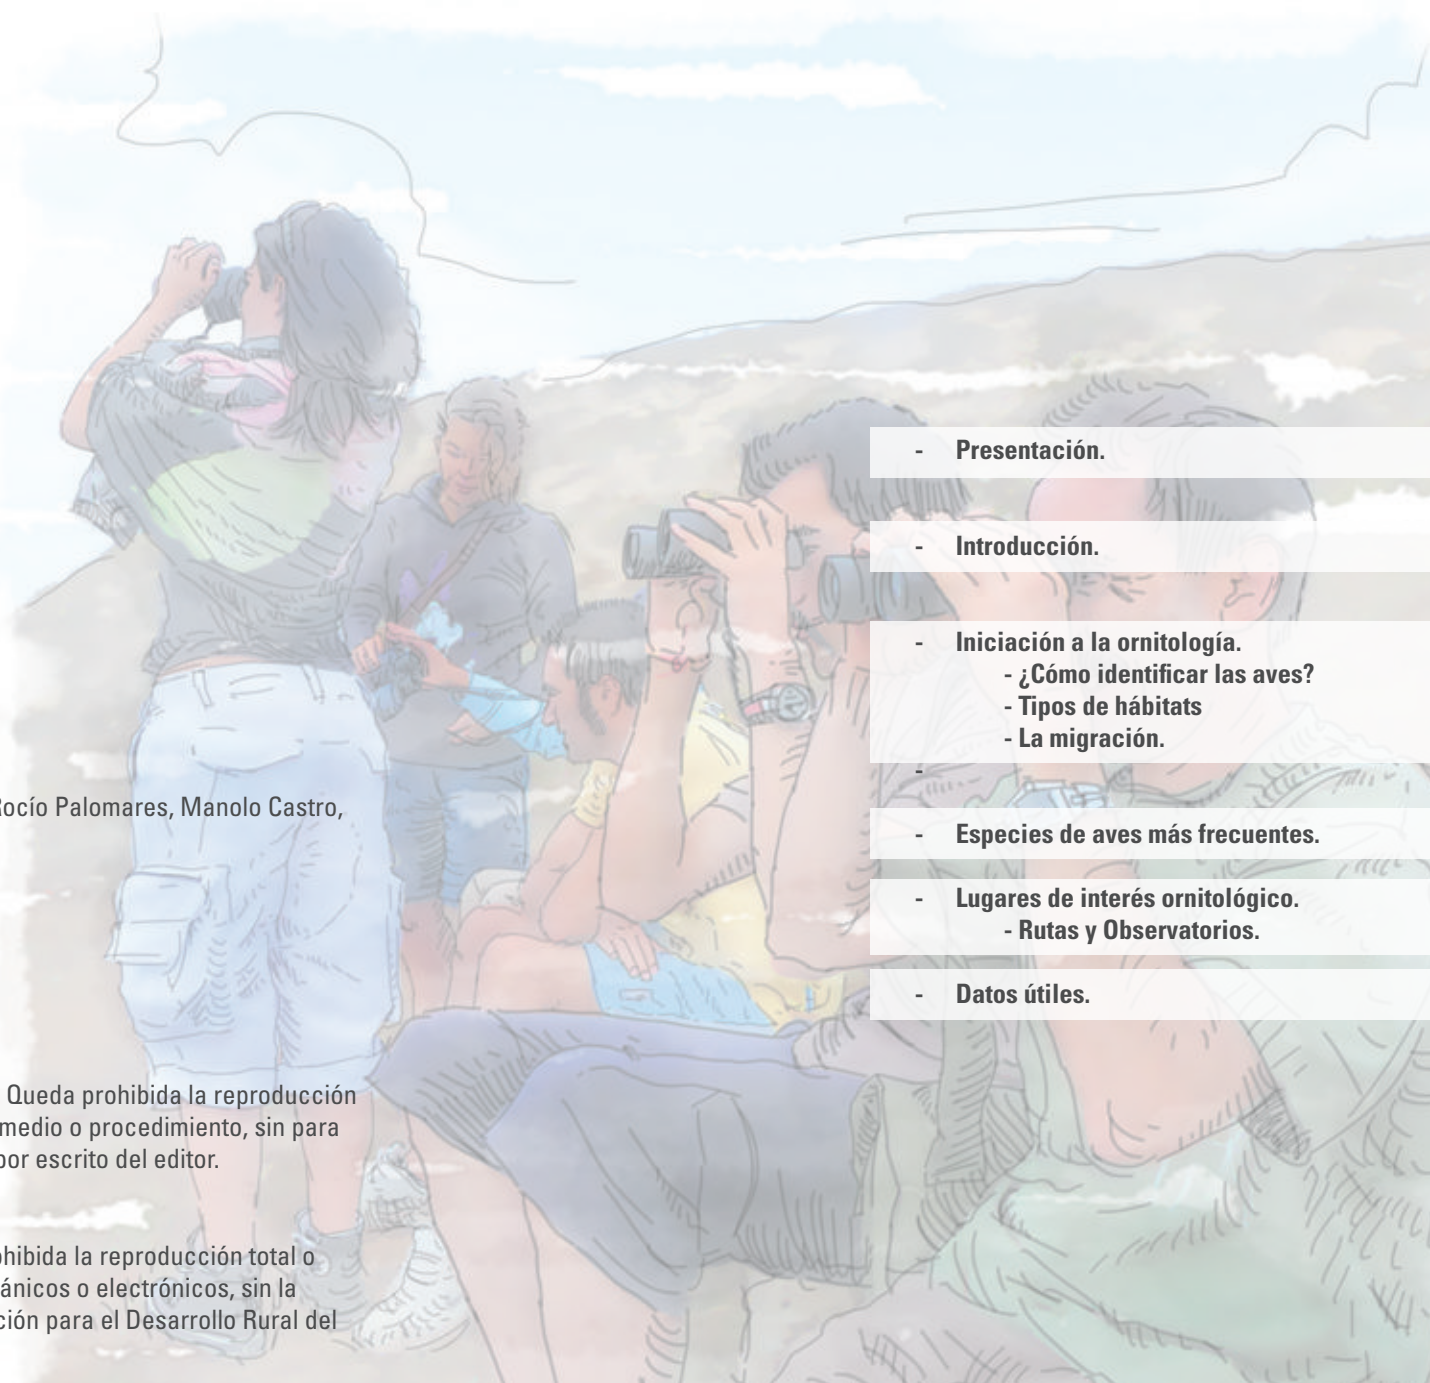 ocío Palomares, Manolo Castro,
Queda prohibida la reproducción
medio o procedimiento, sin para
por escrito del editor.
hibida la reproducción total o
ánicos o electrónicos, sin la
ción para el Desarrollo Rural del
- Presentación.
- Introducción.
- Iniciación a la ornitología.
- ¿Cómo identificar las aves?
- Tipos de hábitats
- La migración.
-
- Especies de aves más frecuentes.
- Lugares de interés ornitológico.
- Rutas y Observatorios.
- Datos útiles.